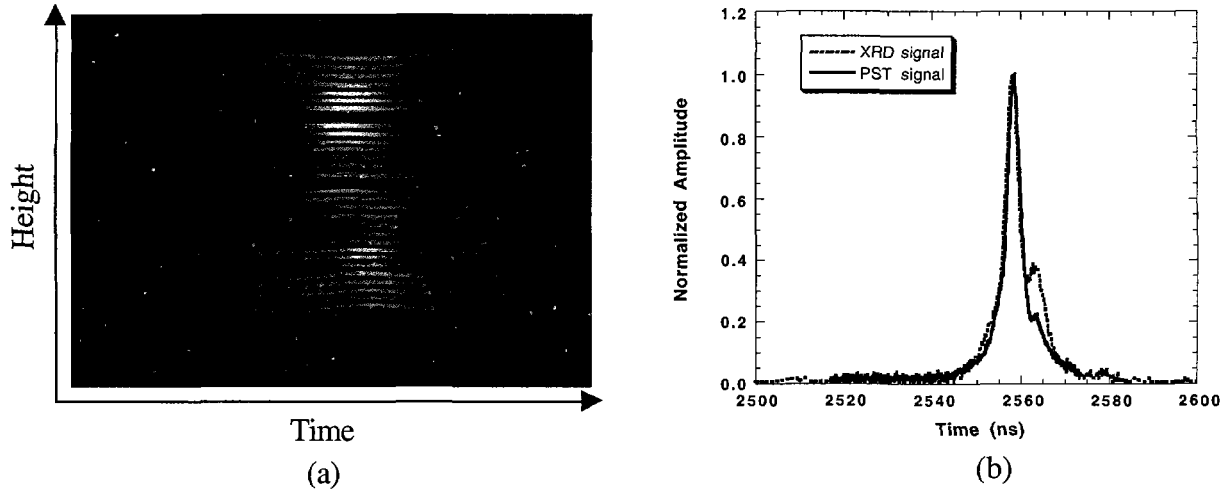 Height
Time
(a)
1.2
1.0
0.8
0.6
0.4
0.2
0.0
Normalized Amplitude
XRD signal
PST signal
2500 2520 2540 2560 2580 2600
Time (ns)
(b)